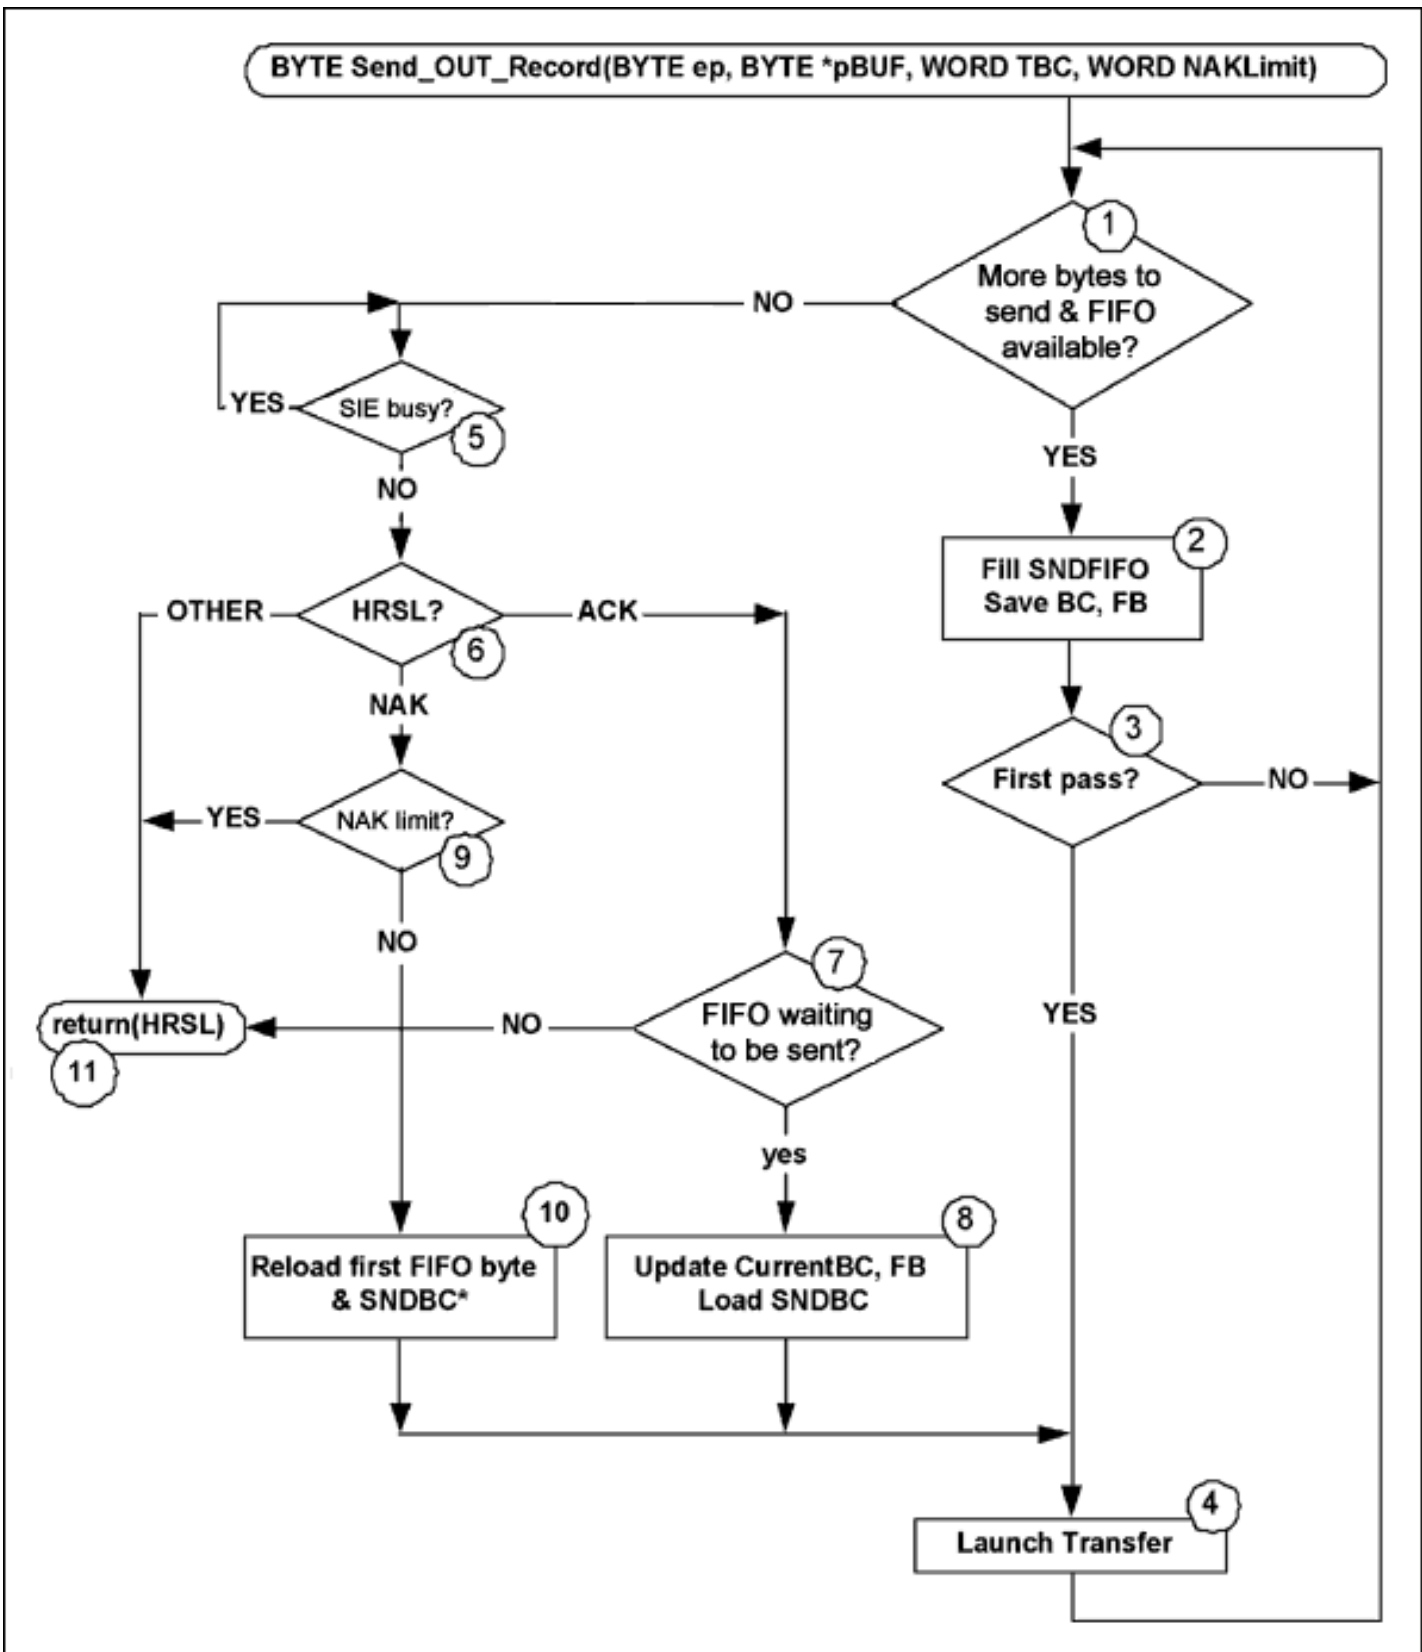 BYTE Send_OUT_Record(BYTE ep, BYTE *pBUF, WORD TBC, WORD NAKLimit)
1
More bytes to
send & FIFO
available?
NO
YES
SIE busy?
5
YES
NO
2
Fill SNDFIFO
Save BC, FB
OTHER
HRSL?
ACK
6
NAK
3
First pass?
NO
YES
NAK limit?
9
NO
7
FIFO waiting
to be sent?
YES
return(HRSL)
NO
11
yes
10
Reload first FIFO byte
& SNDBC*
8
Update CurrentBC, FB
Load SNDBC
4
Launch Transfer